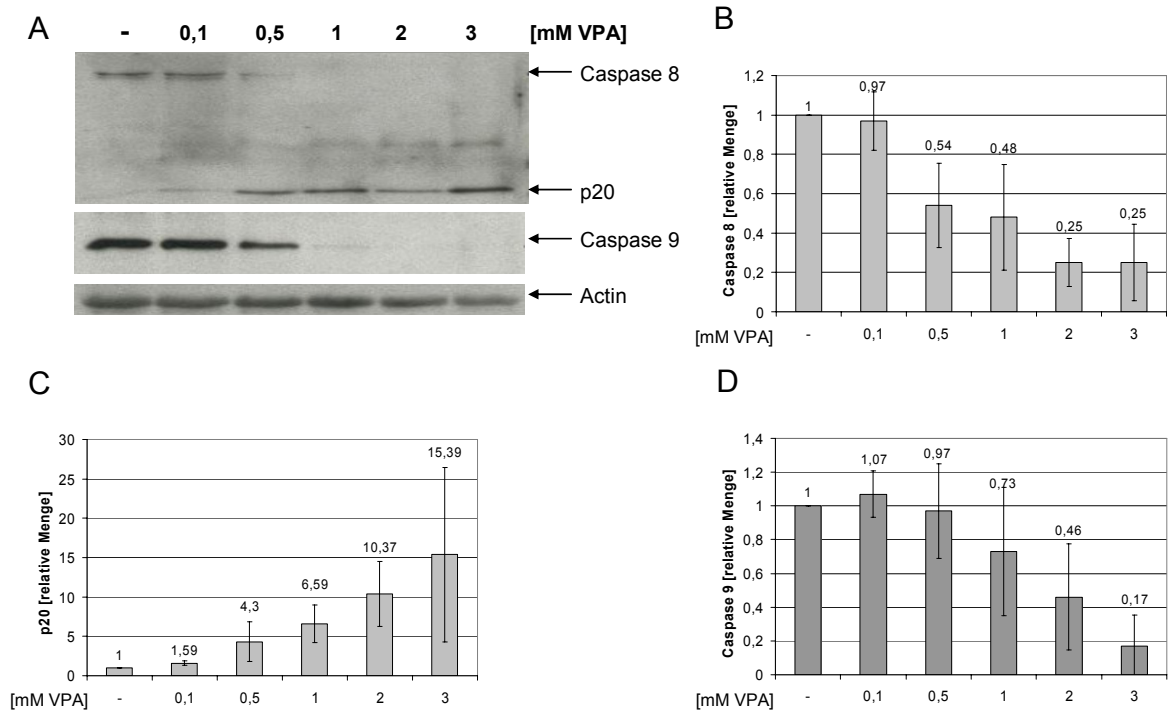 A
- 0,1 0,5 1 2 3 [mM VPA]
Caspase 8
p20
Caspase 9
Actin
B
Caspase 8 [relative Menge]
1,2
1
0,8
0,6
0,4
0,2
0
1
0,97
0,54
0,48
0,25
0,25
[mM VPA] - 0,1 0,5 1 2 3
C
p20 [relative Menge]
30
25
20
15
10
5
0
1
1,59
4,3
6,59
10,37
15,39
[mM VPA] - 0,1 0,5 1 2 3
D
Caspase 9 [relative Menge]
1,4
1,2
1
0,8
0,6
0,4
0,2
0
1
1,07
0,97
0,73
0,46
0,17
[mM VPA] - 0,1 0,5 1 2 3